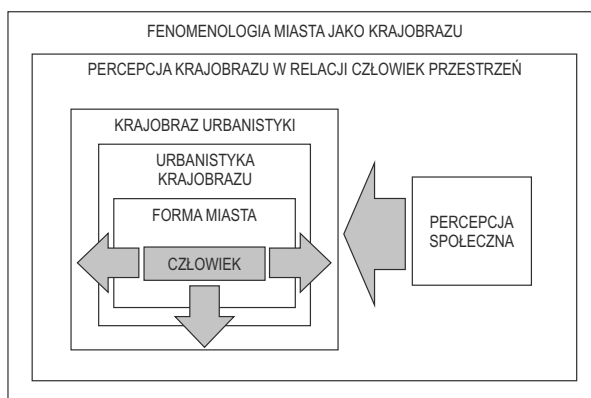 FENOMENOLOGIA MIASTA JAKO KRAJOBRAZU
PERCEPCJA KRAJOBRAZU W RELACJI CZŁOWIEK PRZESTRZEŃ
KRAJOBRAZ URBANISTYKI
URBANISTYKA
KRAJOBRAZU
FORMA MIASTA
CZŁOWIEK
PERCEPCJA
SPOŁECZNA